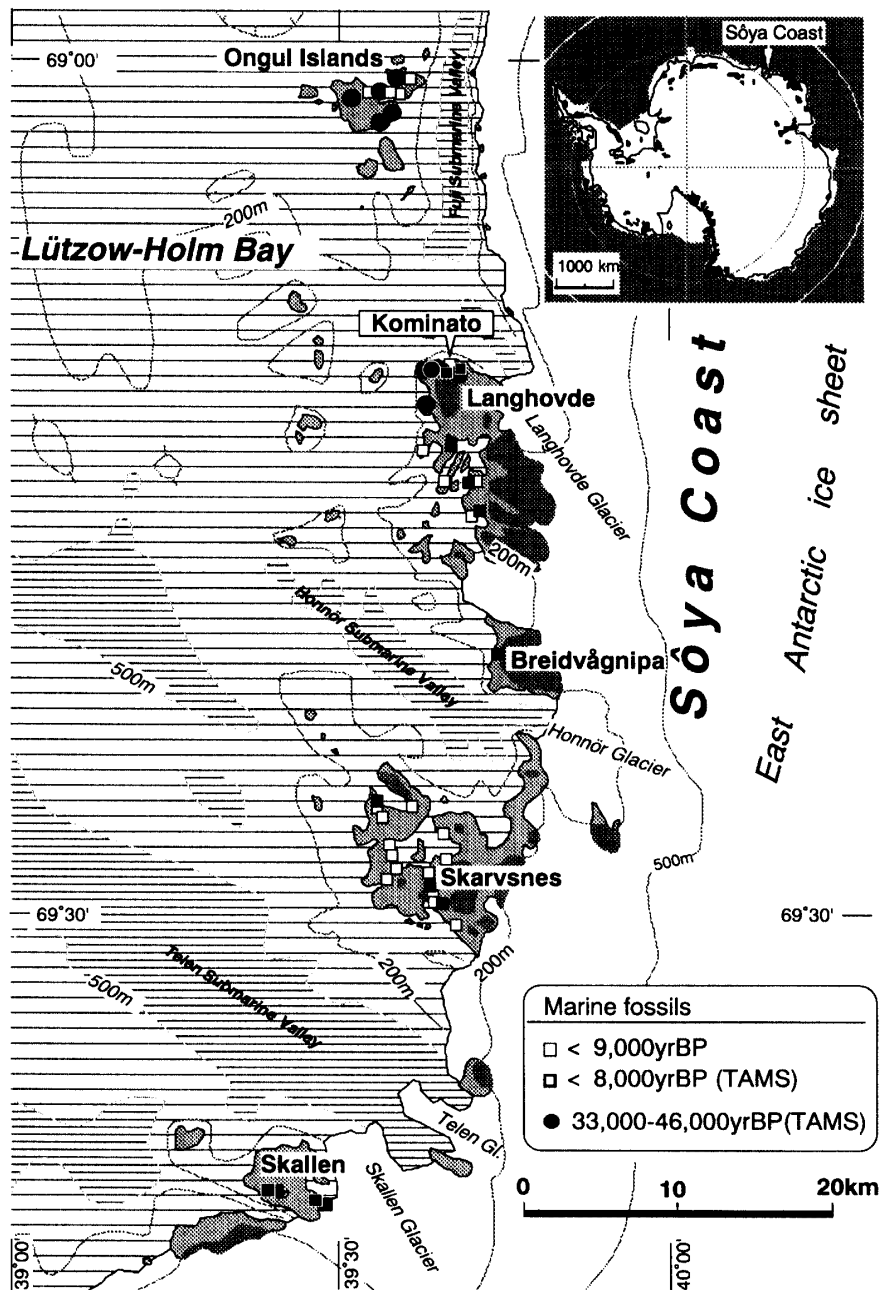 69°00'
Ongul Islands
Fuji Submarine Valley
Sôya Coast
1000 km
200m
Lützow-Holm Bay
Kominato
Langhovde
Langhovde Glacier
Sôya Coast
East Antarctic ice sheet
200m
Honnör Submarine Valley
Breidvågnipa
500m
Honnör Glacier
500m
Skarvsnes
69°30'
69°30'
Telen Submarine Valley
200m
200m
500m
Marine fossils
< 9,000yrBP
< 8,000yrBP (TAMS)
33,000-46,000yrBP(TAMS)
Telen Gl.
Skallen
Skallen Glacier
0 10 20km
39°00'
39°30'
40°00'